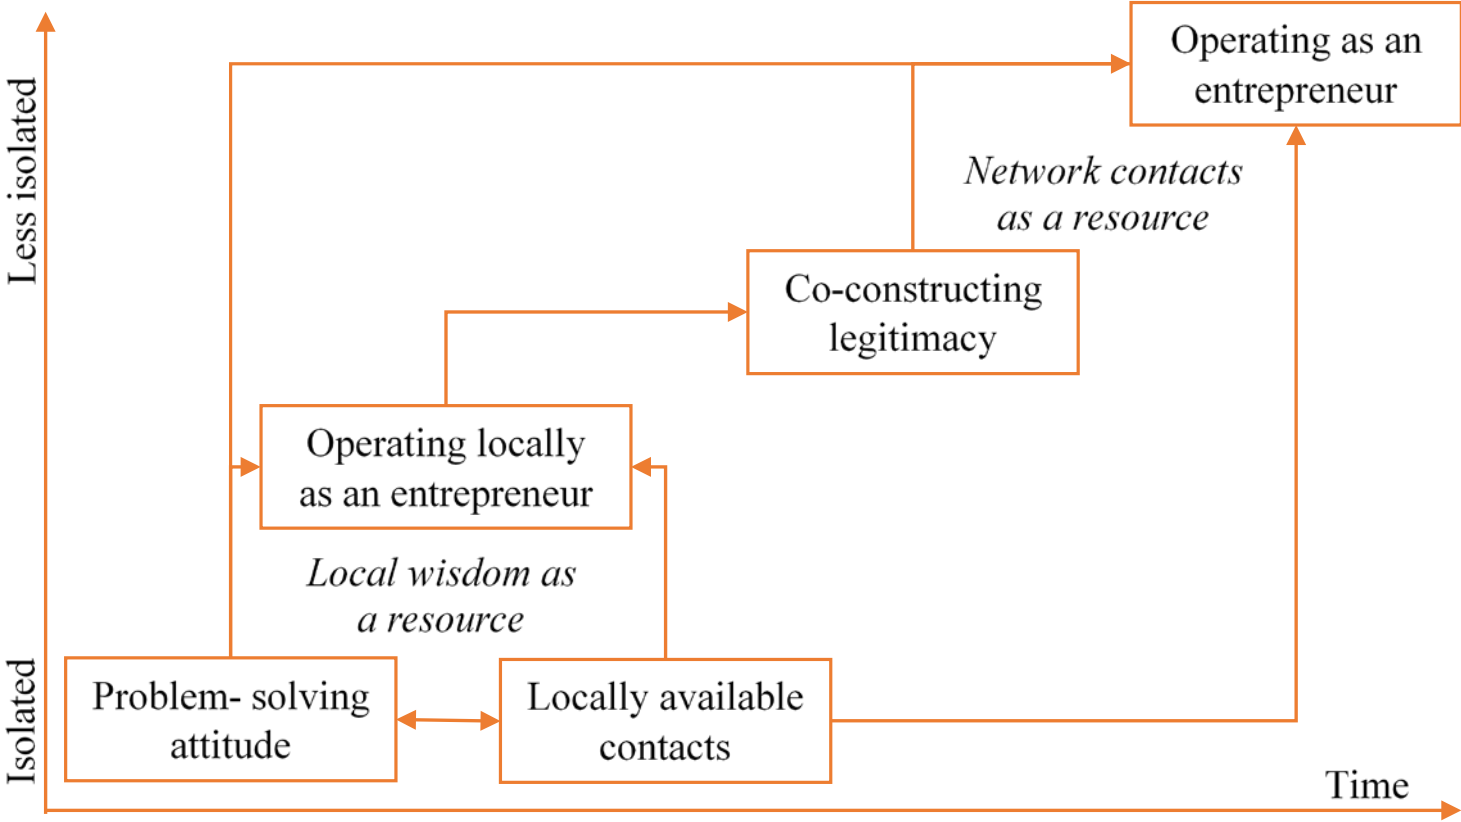 Operating as an
entrepreneur
Less isolated
Network contacts
as a resource
Co-constructing
legitimacy
Operating locally
as an entrepreneur
Local wisdom as
a resource
Isolated
Problem- solving
attitude
Locally available
contacts
Time